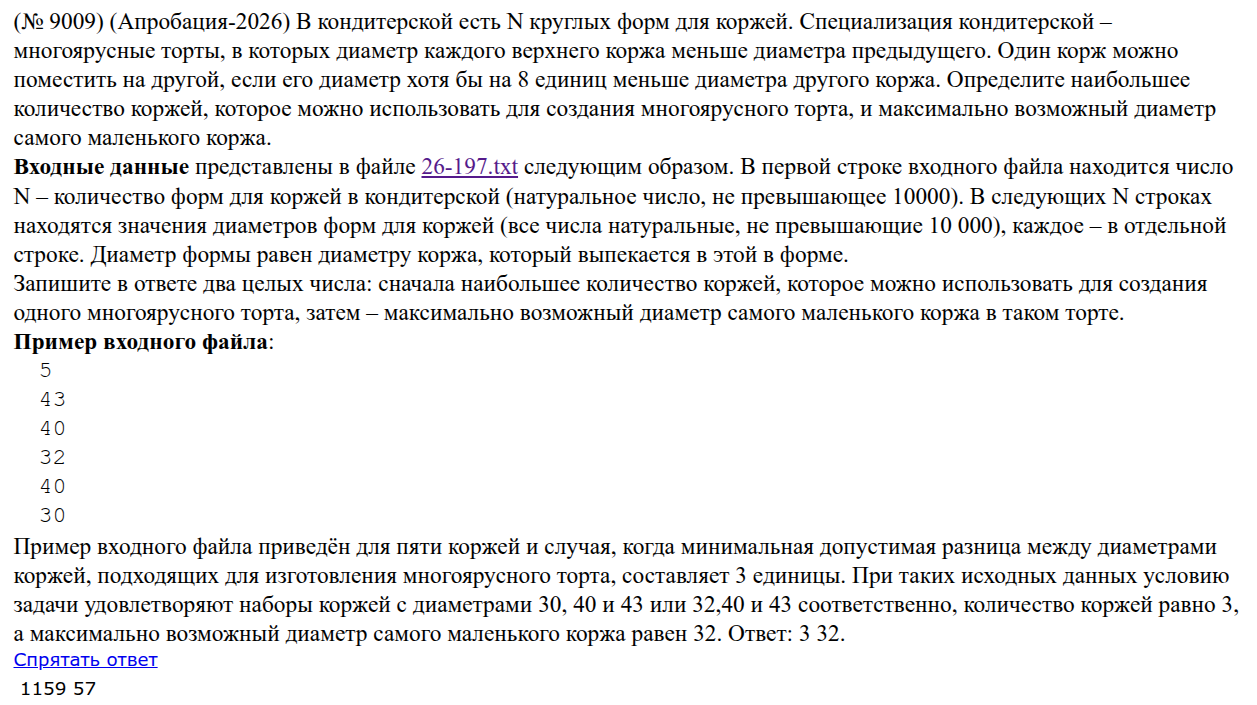 (№ 9009) (Апробация-2026) В кондитерской есть N круглых форм для коржей. Специализация кондитерской –
многоярусные торты, в которых диаметр каждого верхнего коржа меньше диаметра предыдущего. Один корж можно
поместить на другой, если его диаметр хотя бы на 8 единиц меньше диаметра другого коржа. Определите наибольшее
количество коржей, которое можно использовать для создания многоярусного торта, и максимально возможный диаметр
самого маленького коржа.
Входные данные представлены в файле 26-197.txt следующим образом. В первой строке входного файла находится число
N – количество форм для коржей в кондитерской (натуральное число, не превышающее 10000). В следующих N строках
находятся значения диаметров форм для коржей (все числа натуральные, не превышающие 10 000), каждое – в отдельной
строке. Диаметр формы равен диаметру коржа, который выпекается в этой в форме.
Запишите в ответе два целых числа: сначала наибольшее количество коржей, которое можно использовать для создания
одного многоярусного торта, затем – максимально возможный диаметр самого маленького коржа в таком торте.
Пример входного файла:
5
43
40
32
40
30
Пример входного файла приведён для пяти коржей и случая, когда минимальная допустимая разница между диаметрами
коржей, подходящих для изготовления многоярусного торта, составляет 3 единицы. При таких исходных данных условию
задачи удовлетворяют наборы коржей с диаметрами 30, 40 и 43 или 32,40 и 43 соответственно, количество коржей равно 3,
а максимально возможный диаметр самого маленького коржа равен 32. Ответ: 3 32.
Спрятать ответ
1159 57